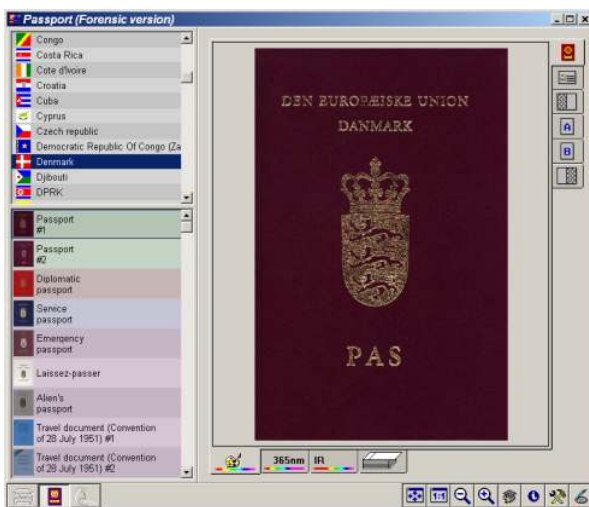 Passport (Forensic version)
Congo
Costa Rica
Cote d'Ivoire
Croatia
Cuba
Cyprus
Czech republic
Democratic Republic Of Congo (Za
Denmark
Djibouti
DPRK
Passport
#1
Passport
#2
Diplomatic
passport
Service
passport
Emergency
passport
Laissez-passer
Alien's
passport
Travel document (Convention
of 28 July 1951) #1
Travel document (Convention
of 28 July 1951) #2
DEN EUROPÆISKE UNION
DANMARK
PAS
A
B
365nm
IR
1:1